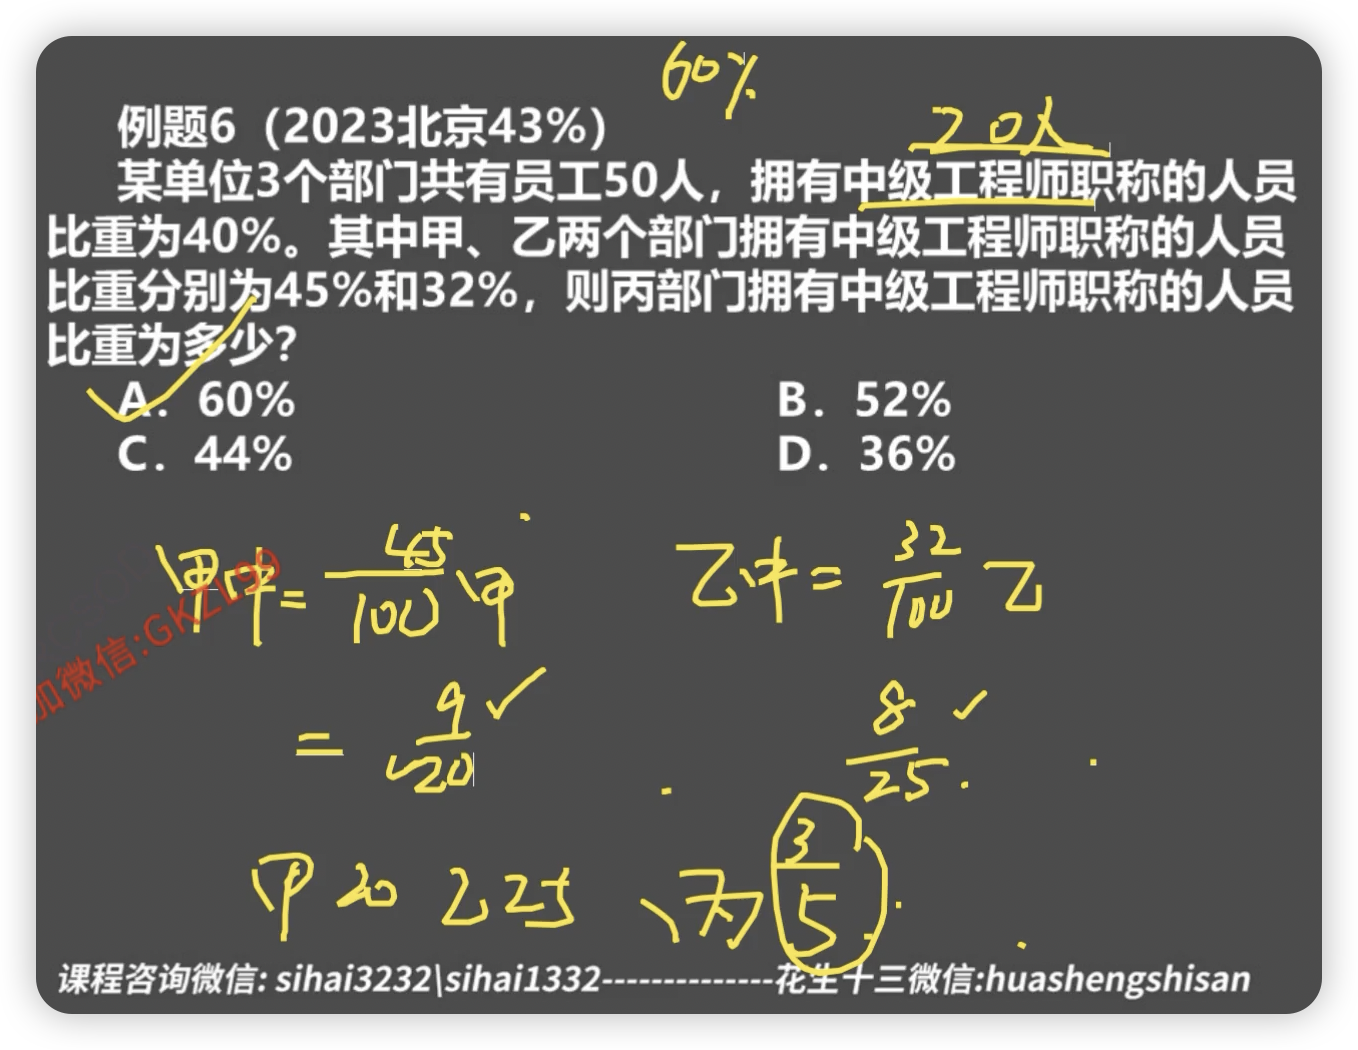 60%
例题6（2023北京43%）
20人
某单位3个部门共有员工50人，拥有中级工程师职称的人员
比重为40%。其中甲、乙两个部门拥有中级工程师职称的人员
比重分别为45%和32%，则丙部门拥有中级工程师职称的人员
比重为多少？
A. 60%
B. 52%
C. 44%
D. 36%
甲中=45/100甲
乙中=32/100乙
=9/20
8/25
加微信:GKZL99
甲20 乙25、丙3/5
课程咨询微信: sihai3232\sihai1332--------------花生十三微信:huashengshisan